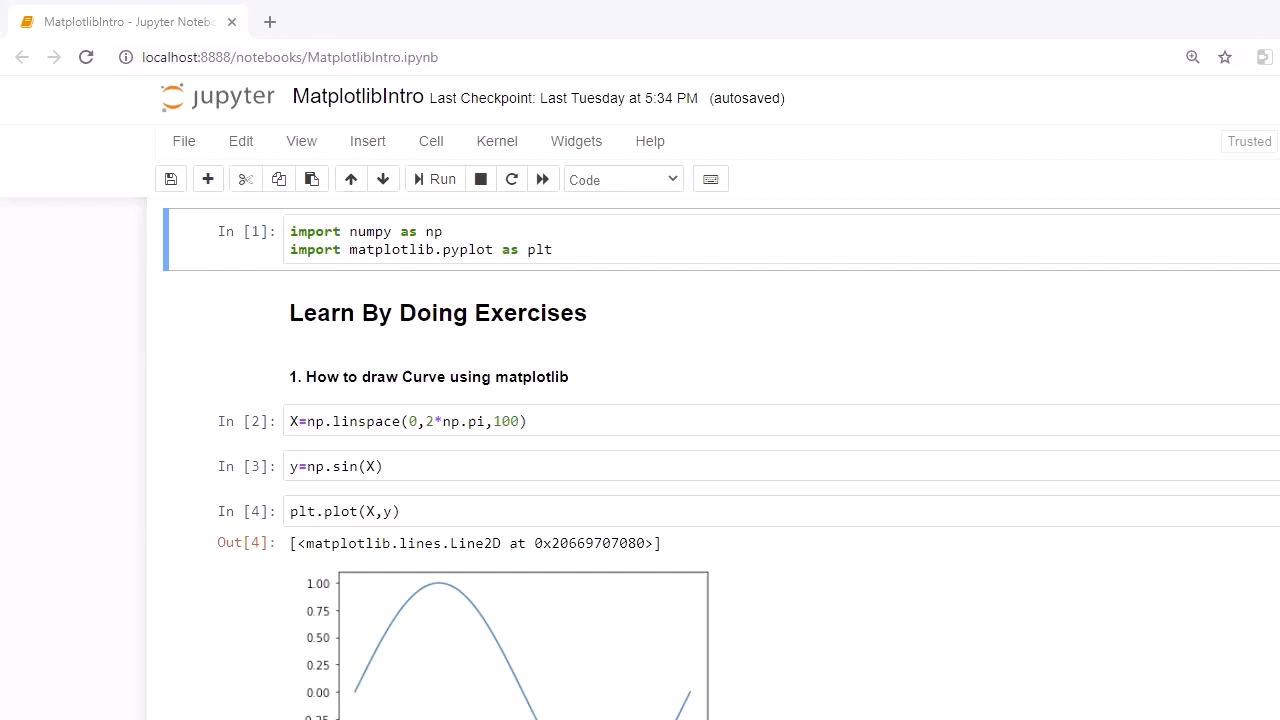 MatplotlibIntro - Jupyter Noteb
localhost:8888/notebooks/MatplotlibIntro.ipynb
jupyter MatplotlibIntro Last Checkpoint: Last Tuesday at 5:34 PM (autosaved)
File Edit View Insert Cell Kernel Widgets Help Trusted
Run Code
In [1]: import numpy as np
import matplotlib.pyplot as plt
Learn By Doing Exercises
1. How to draw Curve using matplotlib
In [2]: X=np.linspace(0,2*np.pi,100)
In [3]: y=np.sin(X)
In [4]: plt.plot(X,y)
Out[4]: [<matplotlib.lines.Line2D at 0x20669707080>]
1.00
0.75
0.50
0.25
0.00